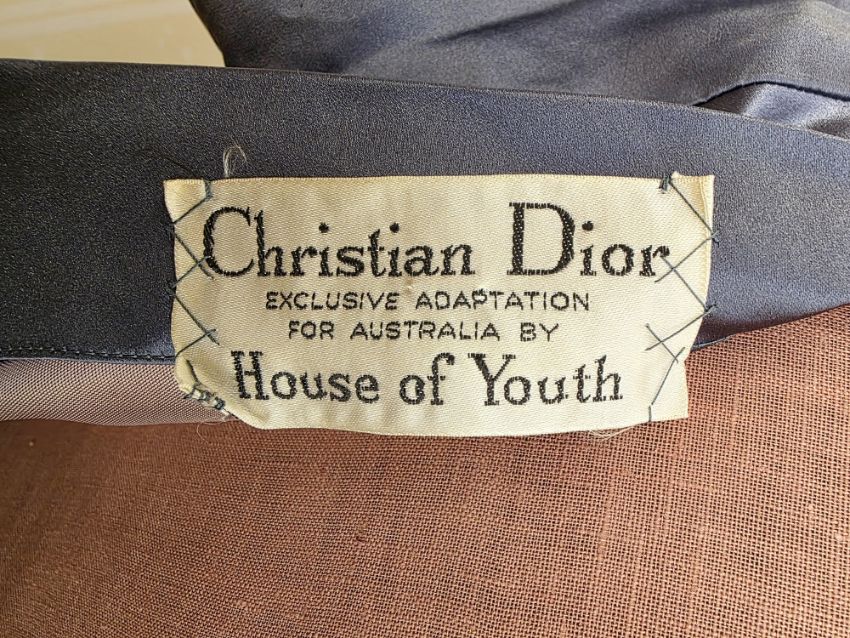 Christian Dior
EXCLUSIVE ADAPTATION
FOR AUSTRALIA BY
House of Youth